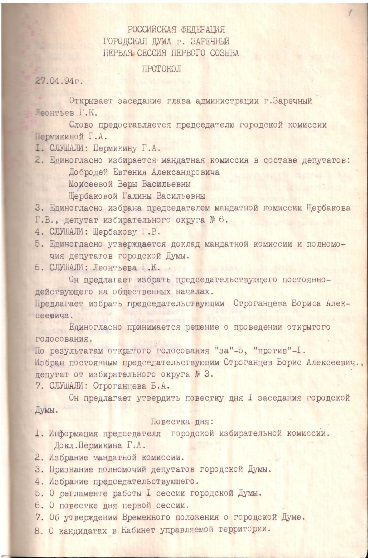 1
РОССИЙСКАЯ ФЕДЕРАЦИЯ
ГОРОДСКАЯ ДУМА г. ЗАРЕЧНЫЙ
ПЕРВАЯ СЕССИЯ ПЕРВОГО СОЗЫВА
ПРОТОКОЛ
27.04.94г.
Открывает заседание глава администрации г.Заречный
Леонтьев Г.К.
Слово предоставляется председателю городской комиссии
Пермикиной Г.А.
I. СЛУШАЛИ: Пермикину Г.А.
2. Единогласно избирается мандатная комиссия в составе депутатов:
Добродей Евгения Александровича
Моисеевой Веры Васильевны
Щербаковой Галины Васильевны
3. Единогласно избрана председателем мандатной комиссии Щербакова
Г.В., депутат избирательного округа № 6.
4. СЛУШАЛИ: Щербакову Г.В.
5. Единогласно утверждается доклад мандатной комиссии и полномо-
чия депутатов городской Думы.
6. СЛУШАЛИ: Леонтьева Г.К.
Он предлагает избрать председательствующего постоянно-
действующего на общественных началах.
Предлагает избрать председательствующим Строганцева Бориса Алек-
сеевича.
Единогласно принимается решение о проведении открытого
голосования.
По результатам открытого голосования "за"-5, "против"-I.
Избран постоянным председательствующим Строганцев Борис Алексеевич.,
депутат от избирательного округа № 3.
7. СЛУШАЛИ: Строганцева Б.А.
Он предлагает утвердить повестку дня I заседания городской
Думы.
Повестка дня:
I. Информация председателя городской избирательной комиссии.
Докл.Пермикина Г.А.
2. Избрание мандатной комиссии.
3. Признание полномочий депутатов городской Думы.
4. Избрание председательствующего.
5. О регламенте работы I сессии городской Думы.
6. О повестке дня первой сессии.
7. Об утверждении Временного положения о городской Думе.
8. О кандидатах в Кабинет управляемой территории.